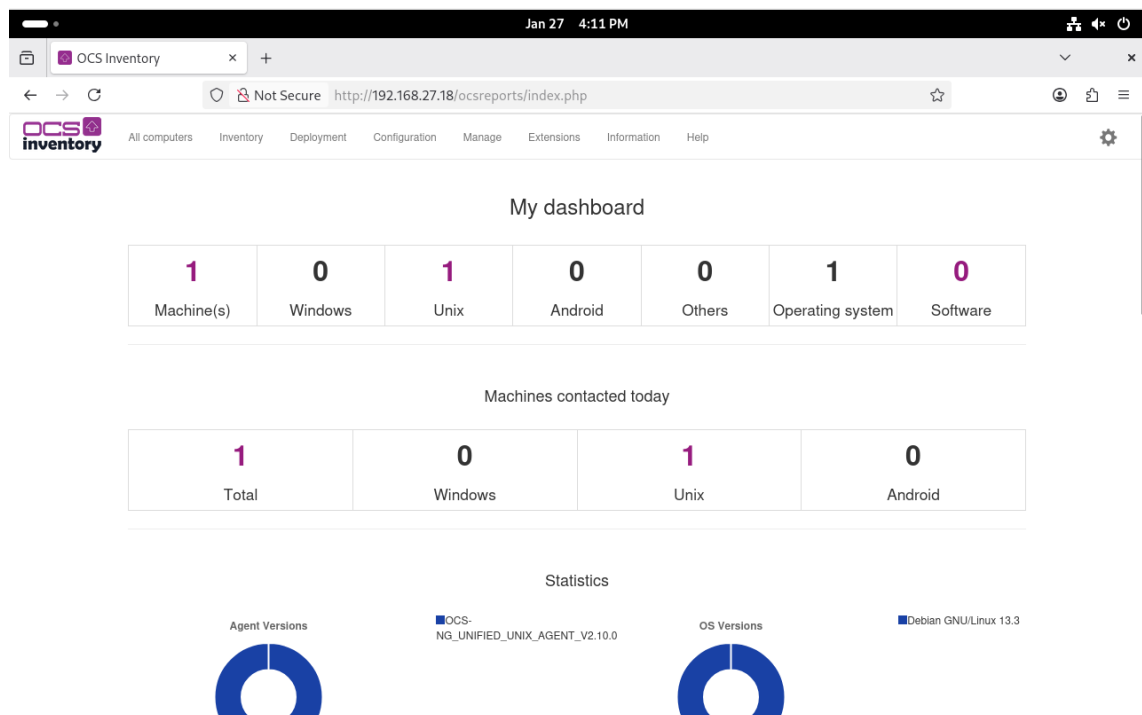 Jan 27 4:11 PM
OCS Inventory
Not Secure http://192.168.27.18/ocsreports/index.php
OCS inventory
All computers Inventory Deployment Configuration Manage Extensions Information Help
My dashboard
1 0 1 0 0 1 0
Machine(s) Windows Unix Android Others Operating system Software
Machines contacted today
1 0 1 0
Total Windows Unix Android
Statistics
Agent Versions
OCS-
NG_UNIFIED_UNIX_AGENT_V2.10.0
OS Versions
Debian GNU/Linux 13.3